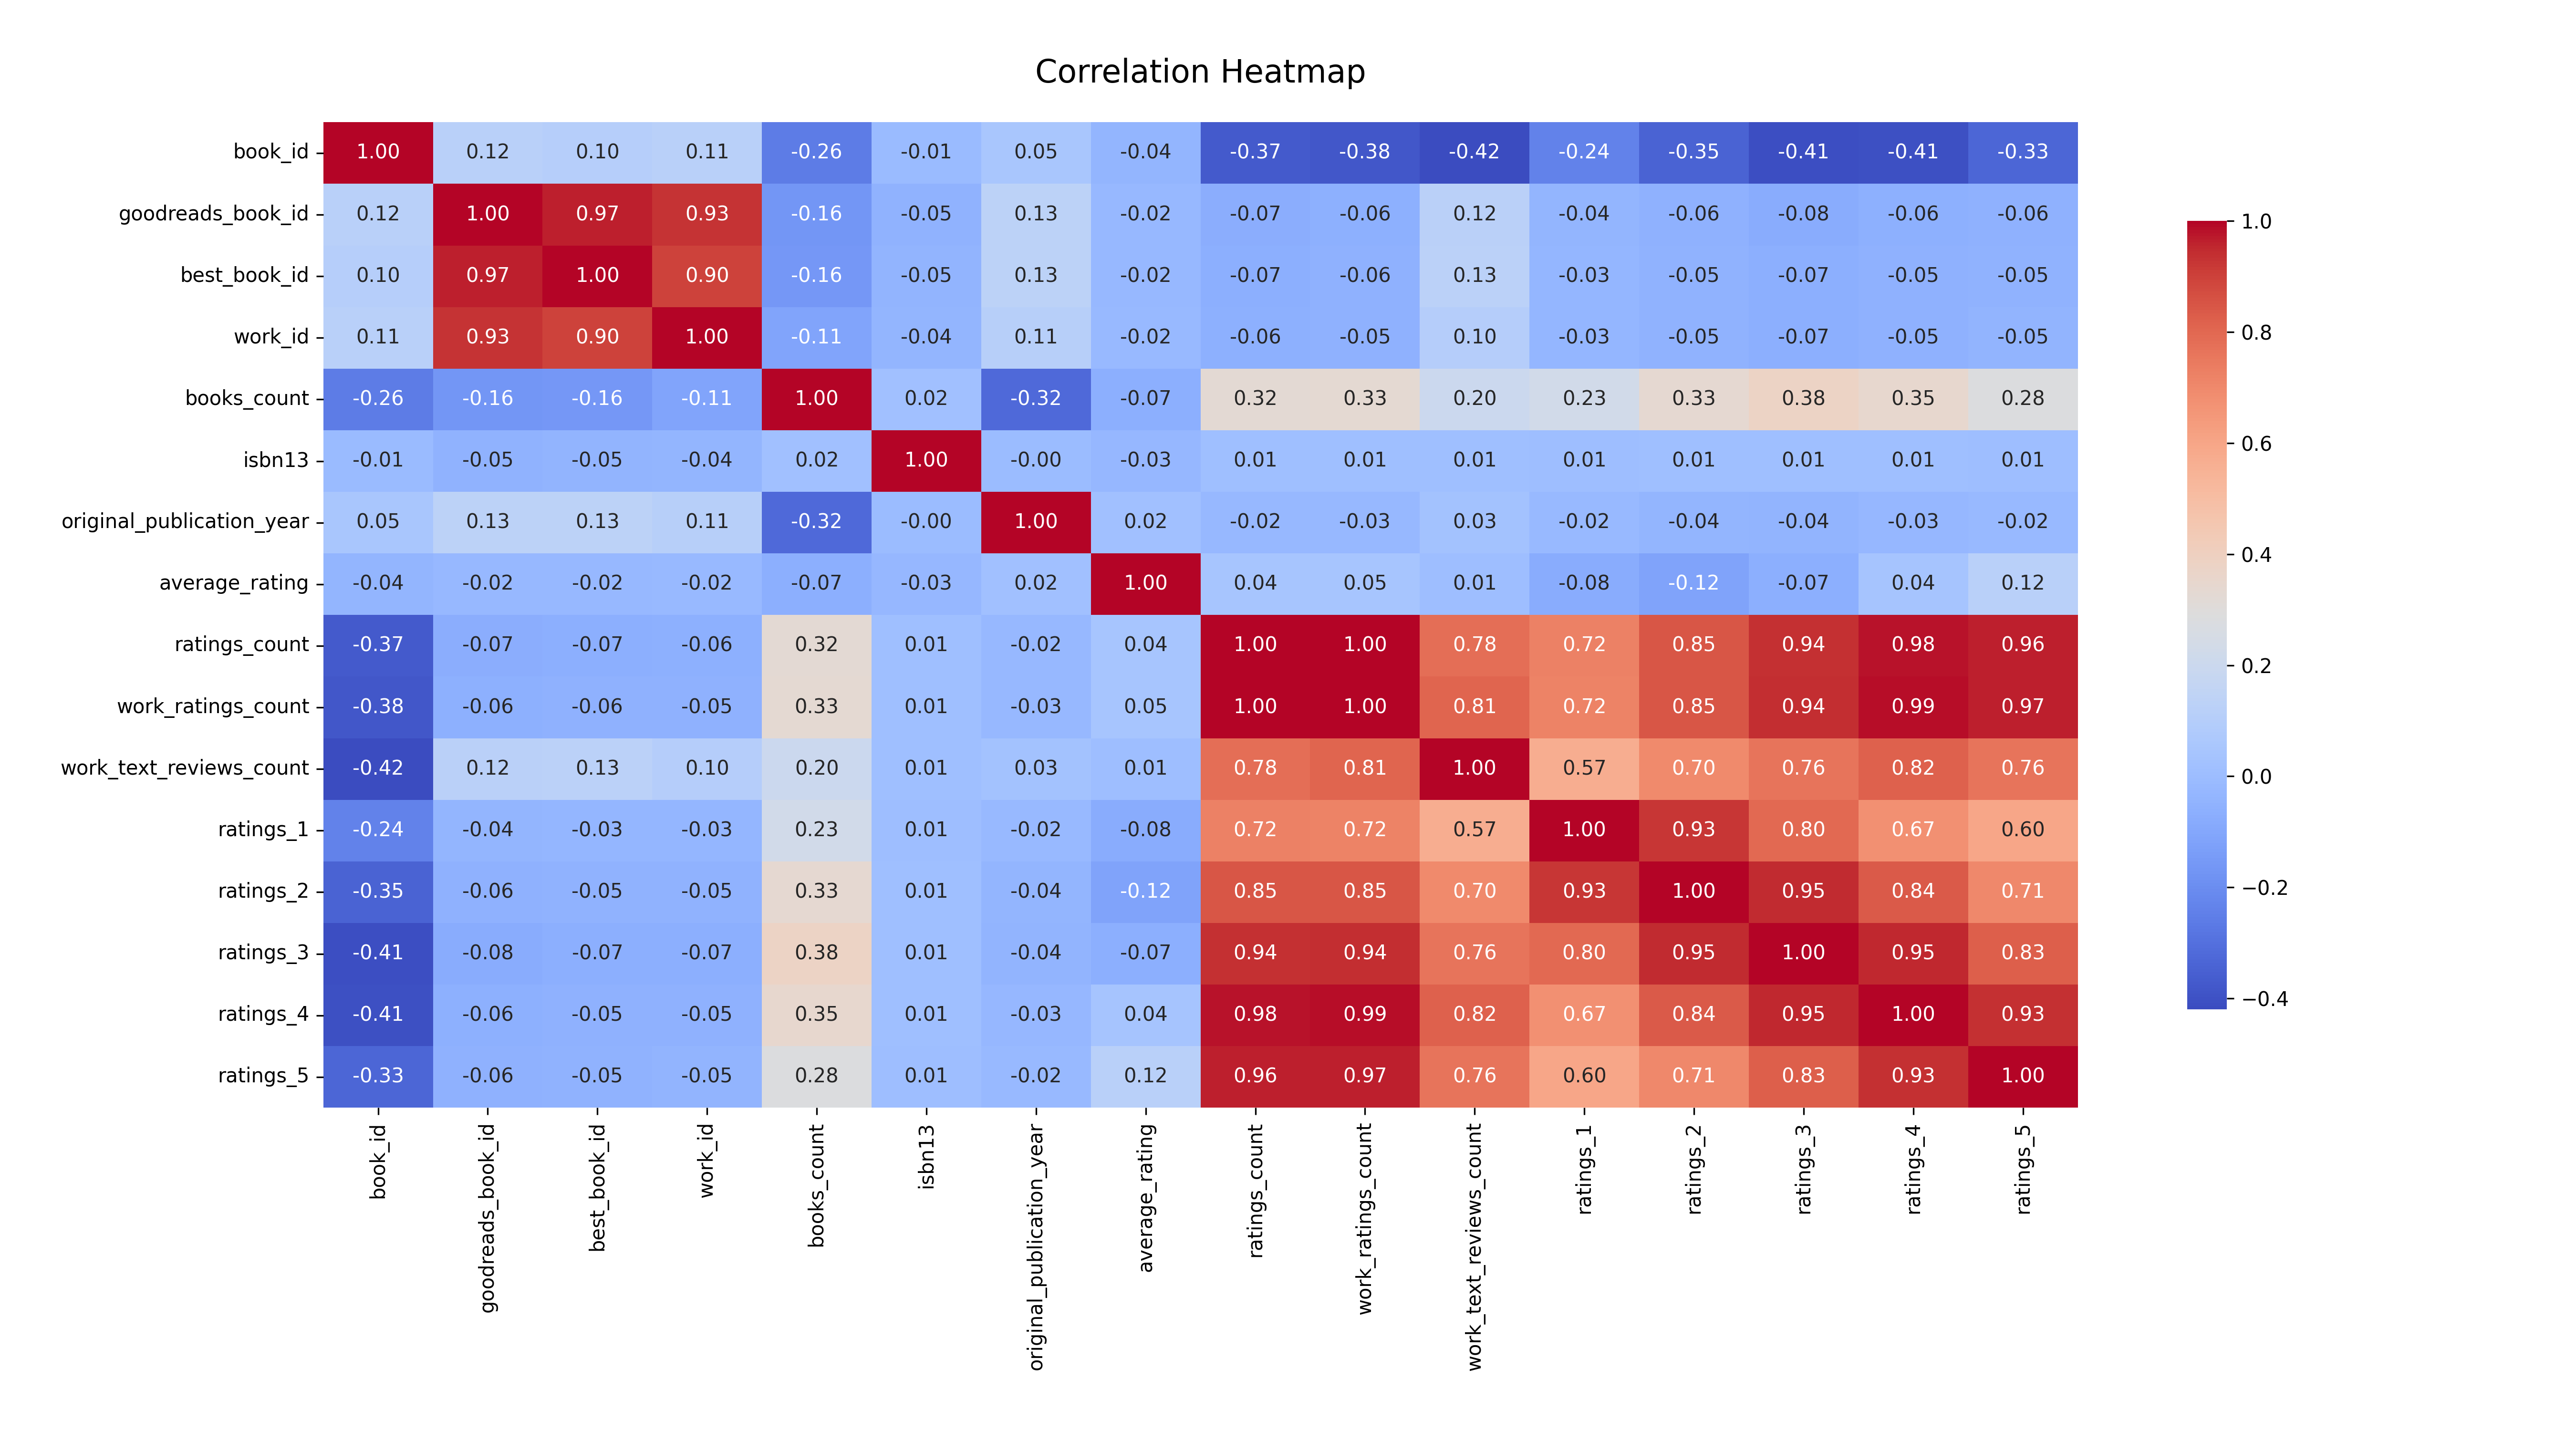 Correlation Heatmap
book_id 1.00 0.12 0.10 0.11 -0.26 -0.01 0.05 -0.04 -0.37 -0.38 -0.42 -0.24 -0.35 -0.41 -0.41 -0.33
goodreads_book_id 0.12 1.00 0.97 0.93 -0.16 -0.05 0.13 -0.02 -0.07 -0.06 0.12 -0.04 -0.06 -0.08 -0.06 -0.06
best_book_id 0.10 0.97 1.00 0.90 -0.16 -0.05 0.13 -0.02 -0.07 -0.06 0.13 -0.03 -0.05 -0.07 -0.05 -0.05
work_id 0.11 0.93 0.90 1.00 -0.11 -0.04 0.11 -0.02 -0.06 -0.05 0.10 -0.03 -0.05 -0.07 -0.05 -0.05
books_count -0.26 -0.16 -0.16 -0.11 1.00 0.02 -0.32 -0.07 0.32 0.33 0.20 0.23 0.33 0.38 0.35 0.28
isbn13 -0.01 -0.05 -0.05 -0.04 0.02 1.00 -0.00 -0.03 0.01 0.01 0.01 0.01 0.01 0.01 0.01 0.01
original_publication_year 0.05 0.13 0.13 0.11 -0.32 -0.00 1.00 0.02 -0.02 -0.03 0.03 -0.02 -0.04 -0.04 -0.03 -0.02
average_rating -0.04 -0.02 -0.02 -0.02 -0.07 -0.03 0.02 1.00 0.04 0.05 0.01 -0.08 -0.12 -0.07 0.04 0.12
ratings_count -0.37 -0.07 -0.07 -0.06 0.32 0.01 -0.02 0.04 1.00 1.00 0.78 0.72 0.85 0.94 0.98 0.96
work_ratings_count -0.38 -0.06 -0.06 -0.05 0.33 0.01 -0.03 0.05 1.00 1.00 0.81 0.72 0.85 0.94 0.99 0.97
work_text_reviews_count -0.42 0.12 0.13 0.10 0.20 0.01 0.03 0.01 0.78 0.81 1.00 0.57 0.70 0.76 0.82 0.76
ratings_1 -0.24 -0.04 -0.03 -0.03 0.23 0.01 -0.02 -0.08 0.72 0.72 0.57 1.00 0.93 0.80 0.67 0.60
ratings_2 -0.35 -0.06 -0.05 -0.05 0.33 0.01 -0.04 -0.12 0.85 0.85 0.70 0.93 1.00 0.95 0.84 0.71
ratings_3 -0.41 -0.08 -0.07 -0.07 0.38 0.01 -0.04 -0.07 0.94 0.94 0.76 0.80 0.95 1.00 0.95 0.83
ratings_4 -0.41 -0.06 -0.05 -0.05 0.35 0.01 -0.03 0.04 0.98 0.99 0.82 0.67 0.84 0.95 1.00 0.93
ratings_5 -0.33 -0.06 -0.05 -0.05 0.28 0.01 -0.02 0.12 0.96 0.97 0.76 0.60 0.71 0.83 0.93 1.00
book_id
goodreads_book_id
best_book_id
work_id
books_count
isbn13
original_publication_year
average_rating
ratings_count
work_ratings_count
work_text_reviews_count
ratings_1
ratings_2
ratings_3
ratings_4
ratings_5
1.0
0.8
0.6
0.4
0.2
0.0
−0.2
−0.4